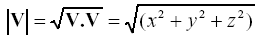 |V| = √V.V = √(x² + y² + z²)